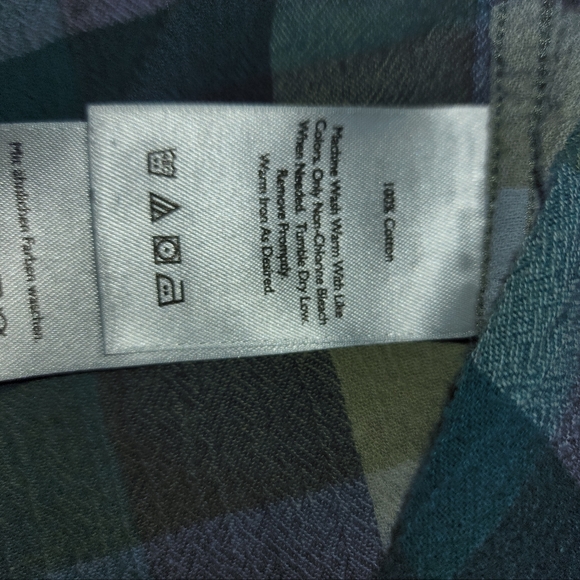 100% Cotton
Machine Wash Warm With Like
Colors. Only Non-Chlorine Bleach
When Needed. Tumble Dry Low.
Remove Promptly
Warm Iron As Desired.
Mit ähnlichen Farben waschen.